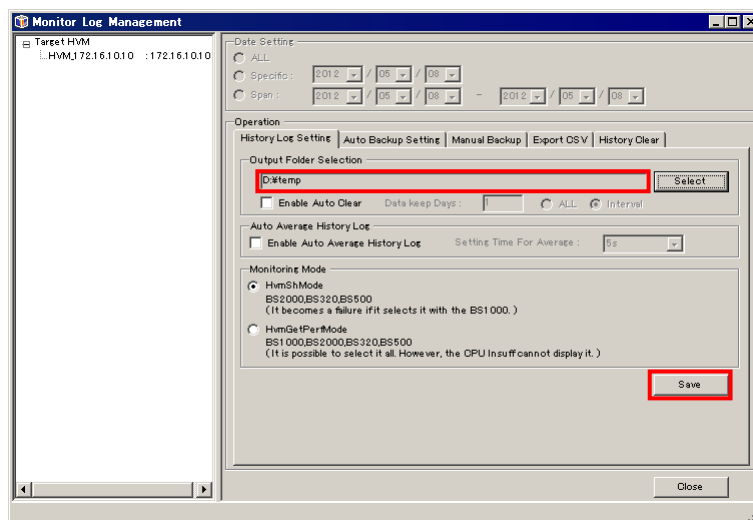 Monitor Log Management
Target HVM
HVM_172.16.10.10 : 172.16.10.10
Date Setting
ALL
Specific : 2012 / 05 / 08
Span : 2012 / 05 / 08 - 2012 / 05 / 08
Operation
History Log Setting Auto Backup Setting Manual Backup Export CSV History Clear
Output Folder Selection
D:¥temp Select
Enable Auto Clear Data keep Days : 1 ALL Interval
Auto Average History Log
Enable Auto Average History Log Setting Time For Average : 5s
Monitoring Mode
HvmShMode
BS2000,BS320,BS500
(It becomes a failure if it selects it with the BS1000. )
HvmGetPerfMode
BS1000,BS2000,BS320,BS500
(It is possible to select it all. However, the CPU Insuff cannot display it. )
Save
Close